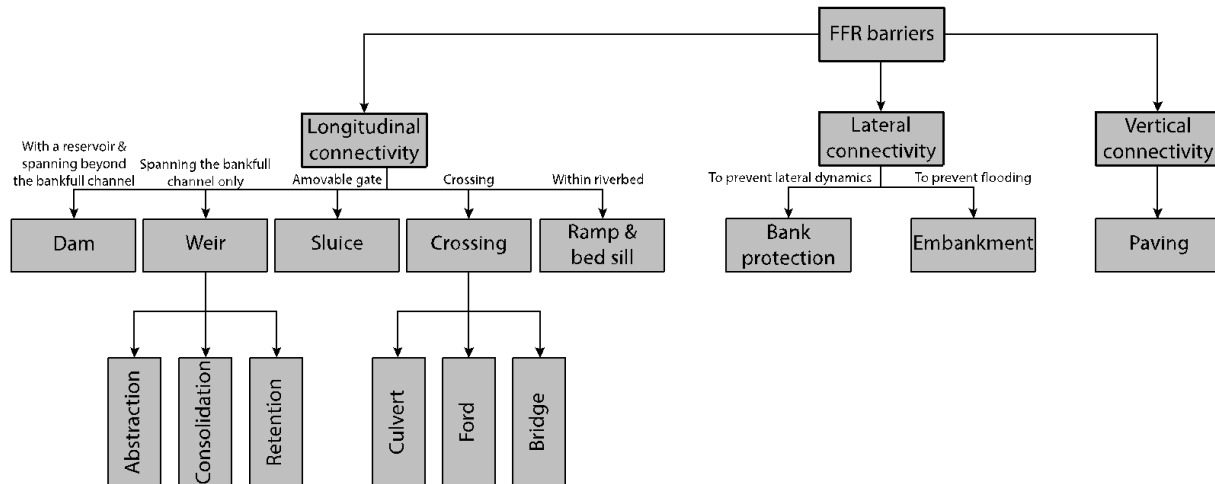 FFR barriers
Longitudinal
connectivity
Lateral
connectivity
Vertical
connectivity
With a reservoir &
spanning beyond
the bankfull channel
Spanning the bankfull
channel only
Amovable gate
Crossing
Within riverbed
To prevent lateral dynamics
To prevent flooding
Dam
Weir
Sluice
Crossing
Ramp &
bed sill
Bank
protection
Embankment
Paving
Abstraction
Consolidation
Retention
Culvert
Ford
Bridge